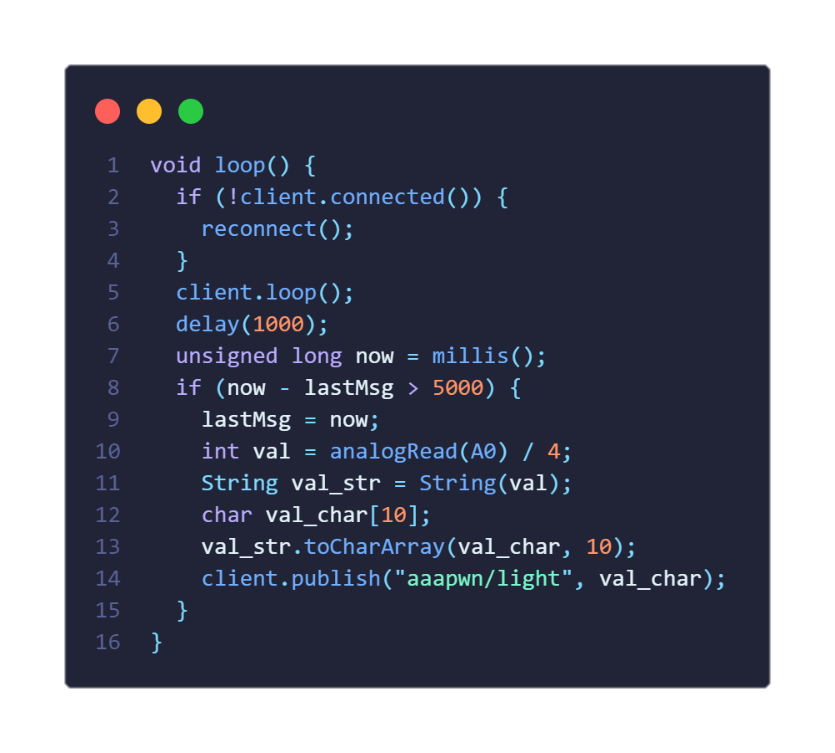 1 void loop() {
2   if (!client.connected()) {
3     reconnect();
4   }
5   client.loop();
6   delay(1000);
7   unsigned long now = millis();
8   if (now - lastMsg > 5000) {
9     lastMsg = now;
10     int val = analogRead(A0) / 4;
11     String val_str = String(val);
12     char val_char[10];
13     val_str.toCharArray(val_char, 10);
14     client.publish("aaapwn/light", val_char);
15   }
16 }